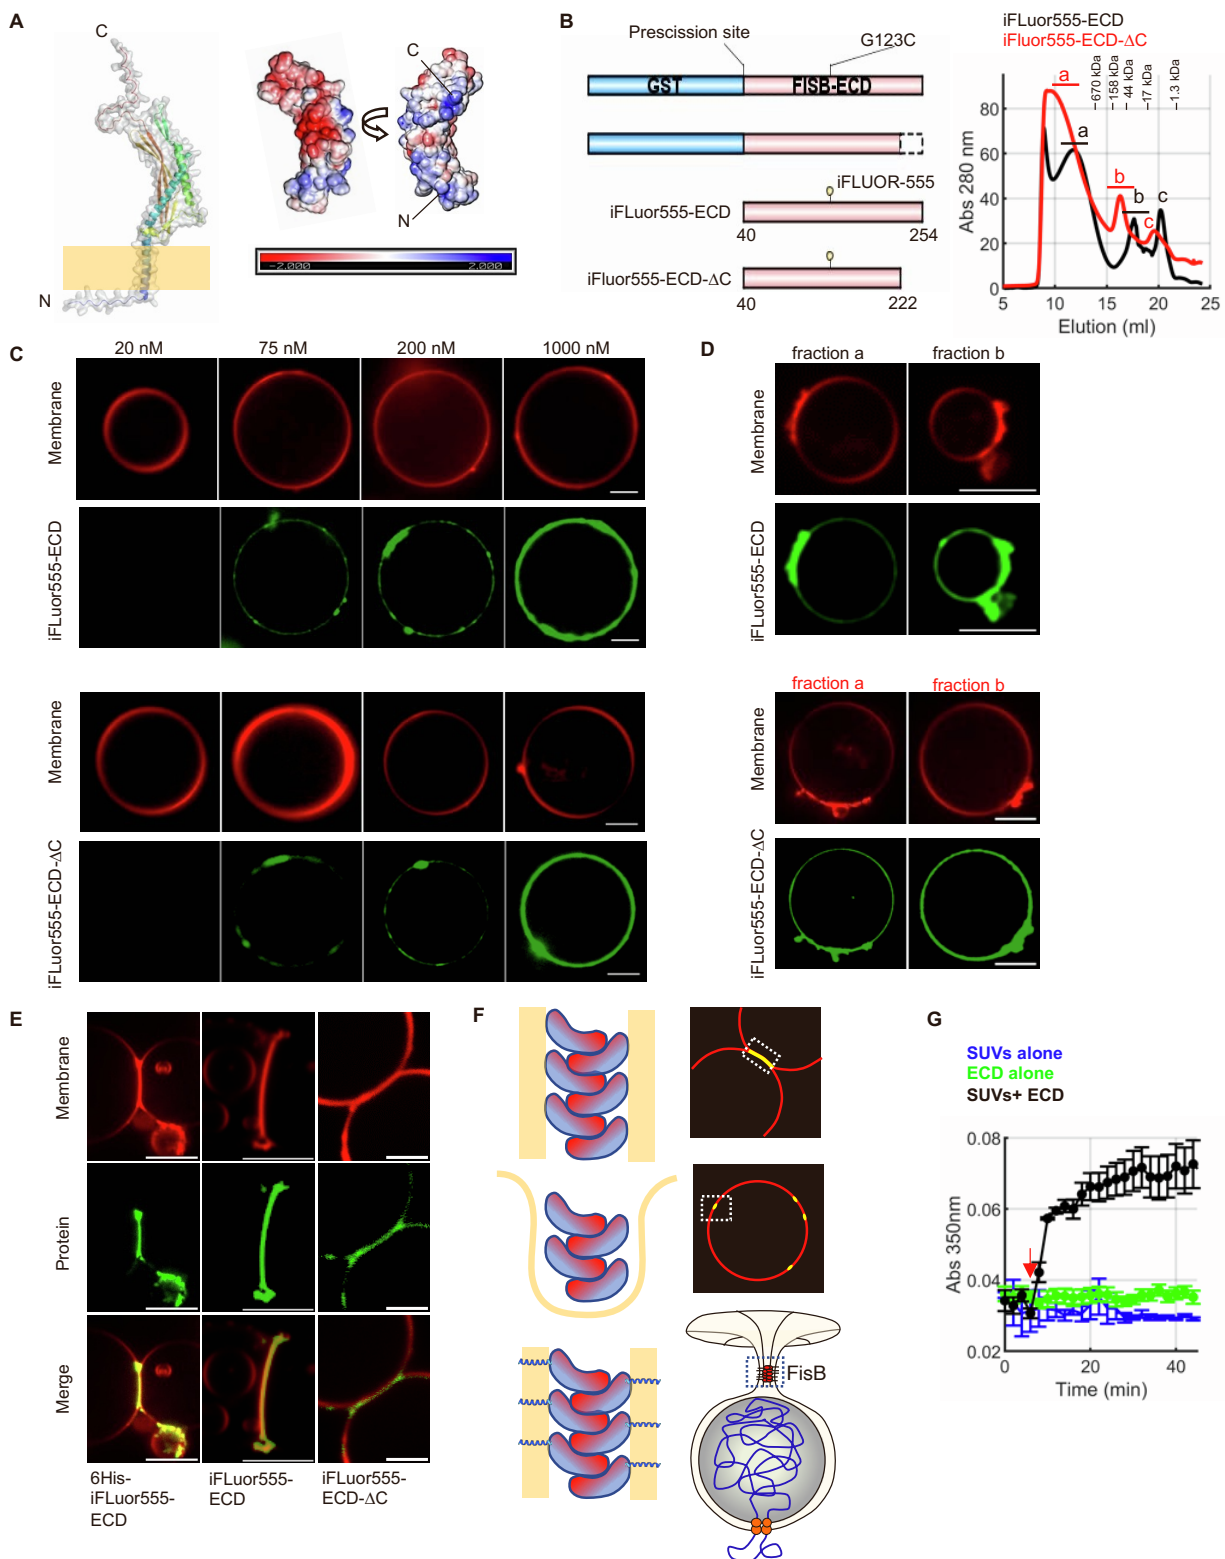 A
C
N
C
N
-2.000
2.000
B
Prescission site
G123C
GST
FISB-ECD
iFLUOR-555
iFLuor555-ECD
40
254
iFluor555-ECD-ΔC
40
222
iFLuor555-ECD
iFluor555-ECD-ΔC
670 kDa
158 kDa
44 kDa
17 kDa
1.3 kDa
a
a
b
b
c
c
Abs 280 nm
80
60
40
20
0
5
10
15
20
25
Elution (ml)
C
20 nM
75 nM
200 nM
1000 nM
Membrane
iFLuor555-ECD
Membrane
iFLuor555-ECD-ΔC
D
fraction a
fraction b
Membrane
iFLuor555-ECD
fraction a
fraction b
Membrane
iFLuor555-ECD-ΔC
E
Membrane
Protein
Merge
6His-
iFLuor555-
ECD
iFLuor555-
ECD
iFLuor555-
ECD-ΔC
F
FisB
G
SUVs alone
ECD alone
SUVs+ ECD
Abs 350nm
0.08
0.06
0.04
0.02
0
20
40
Time (min)